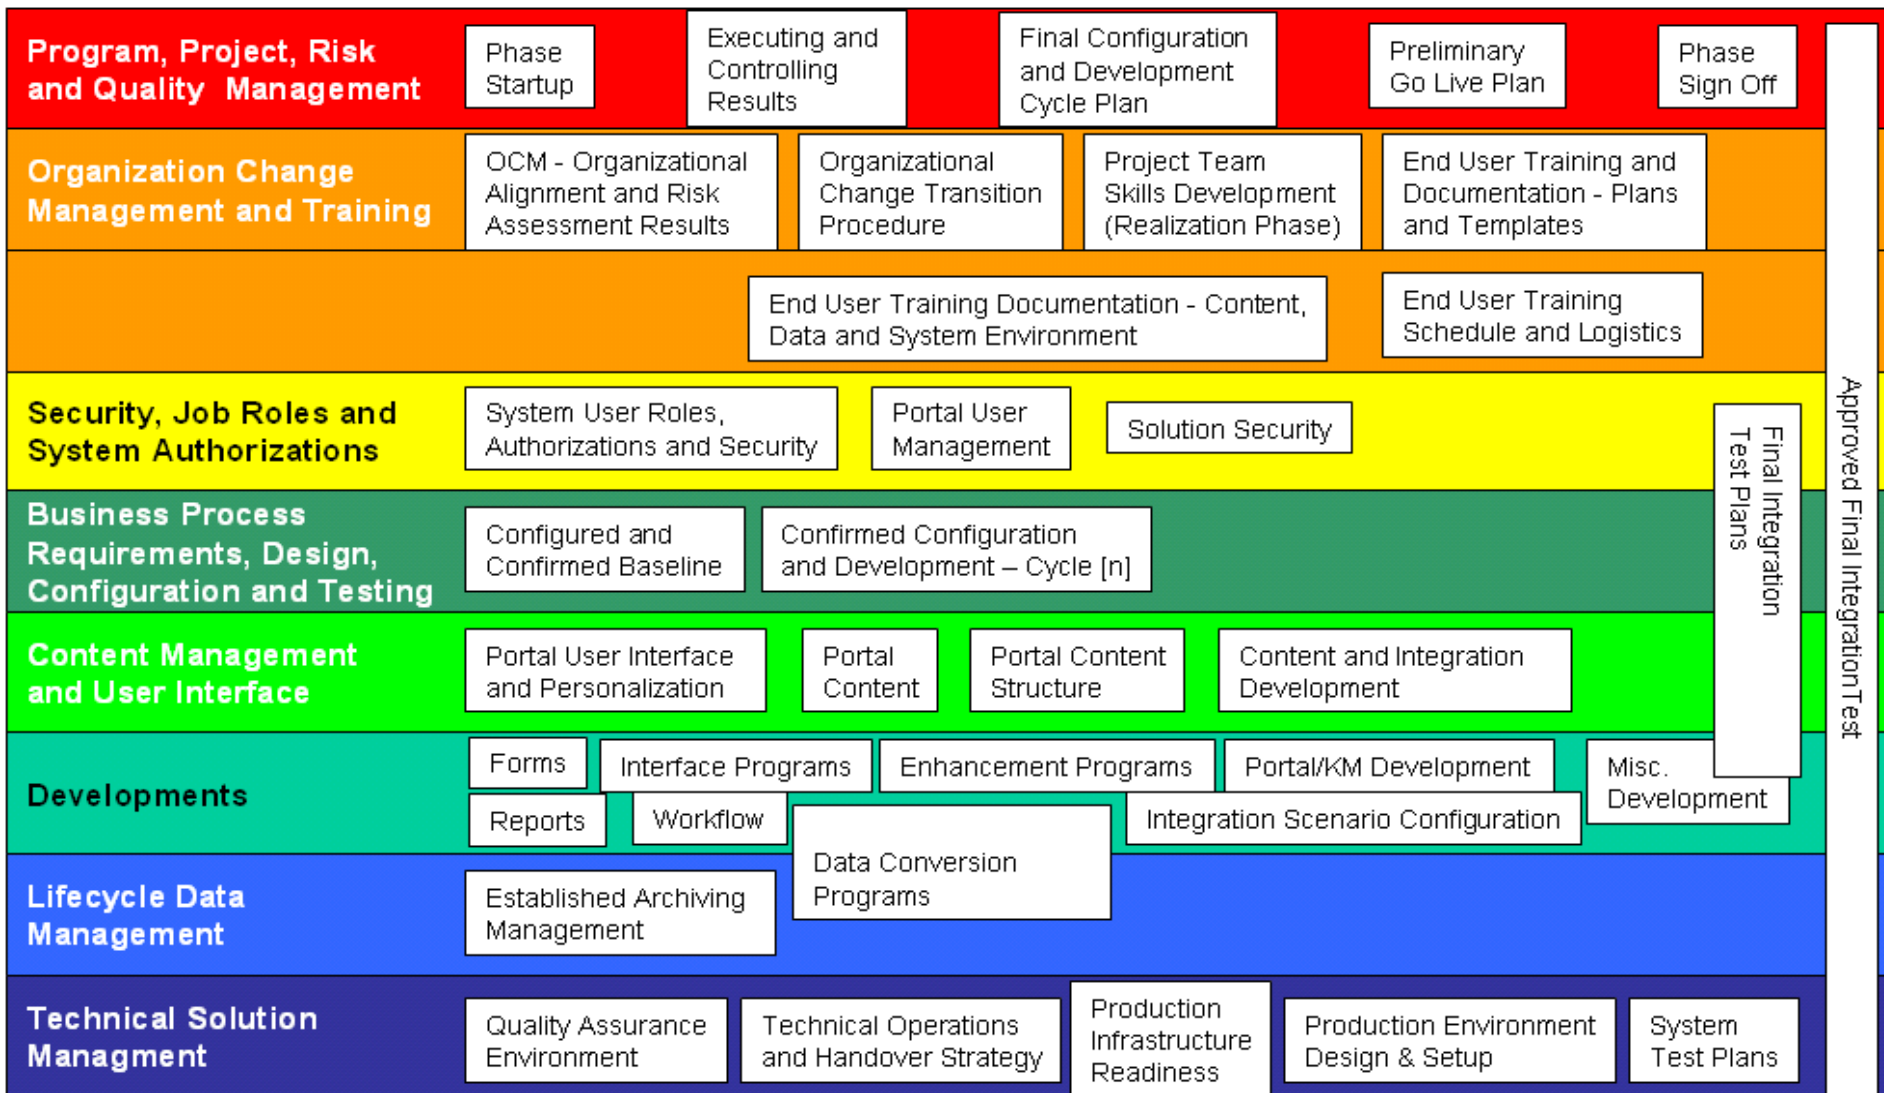 Program, Project, Risk
and Quality Management
Phase
Startup
Executing and
Controlling
Results
Final Configuration
and Development
Cycle Plan
Preliminary
Go Live Plan
Phase
Sign Off
Organization Change
Management and Training
OCM - Organizational
Alignment and Risk
Assessment Results
Organizational
Change Transition
Procedure
Project Team
Skills Development
(Realization Phase)
End User Training and
Documentation - Plans
and Templates
End User Training Documentation - Content,
Data and System Environment
End User Training
Schedule and Logistics
Security, Job Roles and
System Authorizations
System User Roles,
Authorizations and Security
Portal User
Management
Solution Security
Final Integration
Test Plans
Approved Final IntegrationTest
Business Process
Requirements, Design,
Configuration and Testing
Configured and
Confirmed Baseline
Confirmed Configuration
and Development – Cycle [n]
Content Management
and User Interface
Portal User Interface
and Personalization
Portal
Content
Portal Content
Structure
Content and Integration
Development
Developments
Forms
Interface Programs
Enhancement Programs
Portal/KM Development
Misc.
Development
Reports
Workflow
Data Conversion
Programs
Integration Scenario Configuration
Lifecycle Data
Management
Established Archiving
Management
Technical Solution
Managment
Quality Assurance
Environment
Technical Operations
and Handover Strategy
Production
Infrastructure
Readiness
Production Environment
Design & Setup
System
Test Plans